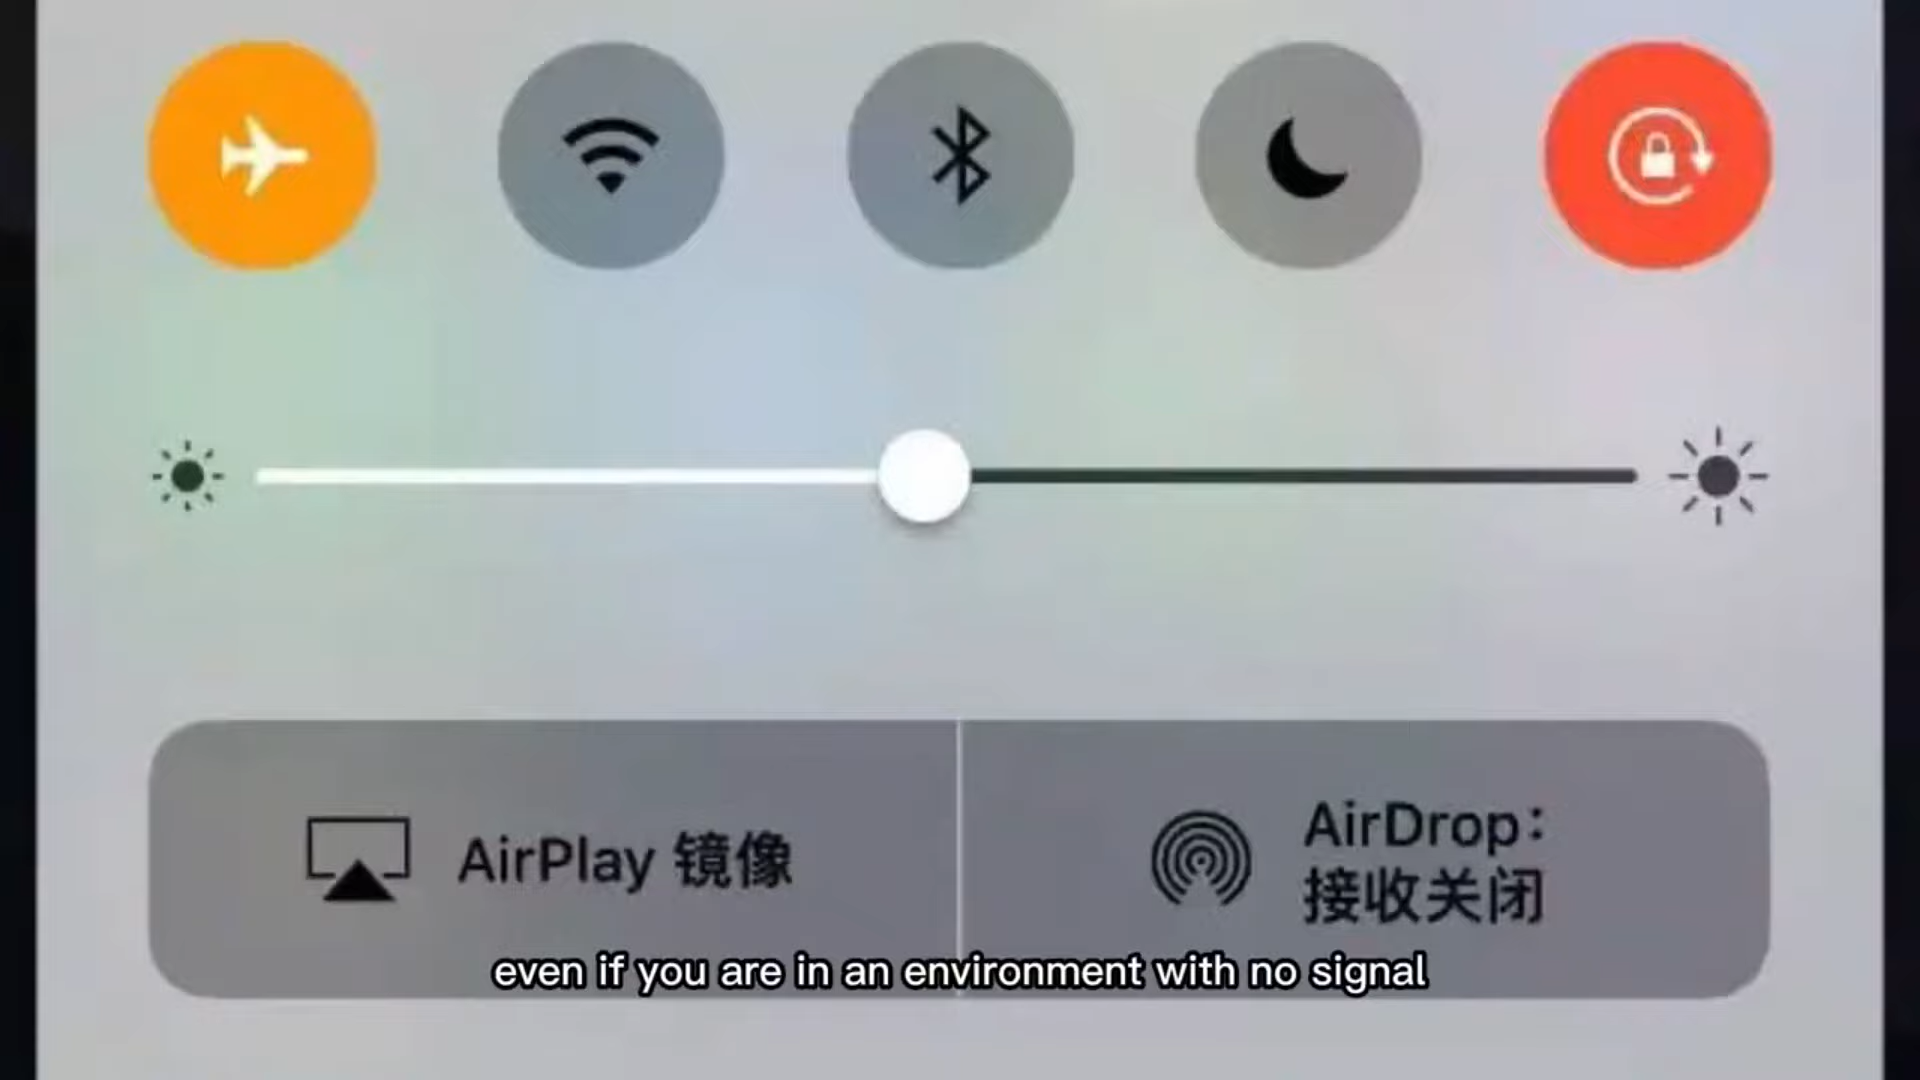 AirPlay 镜像
AirDrop：
接收关闭
even if you are in an environment with no signal